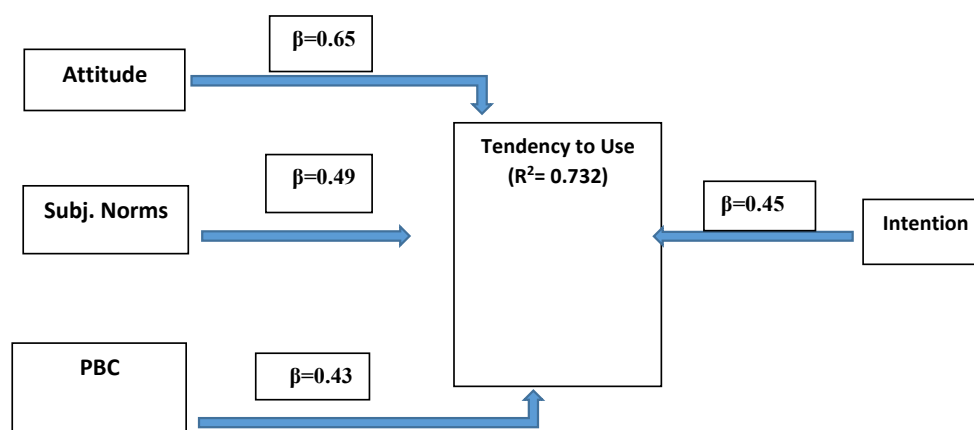 β=0.65
Attitude
Tendency to Use
(R²= 0.732)
β=0.49
Subj. Norms
β=0.45
Intention
PBC
β=0.43